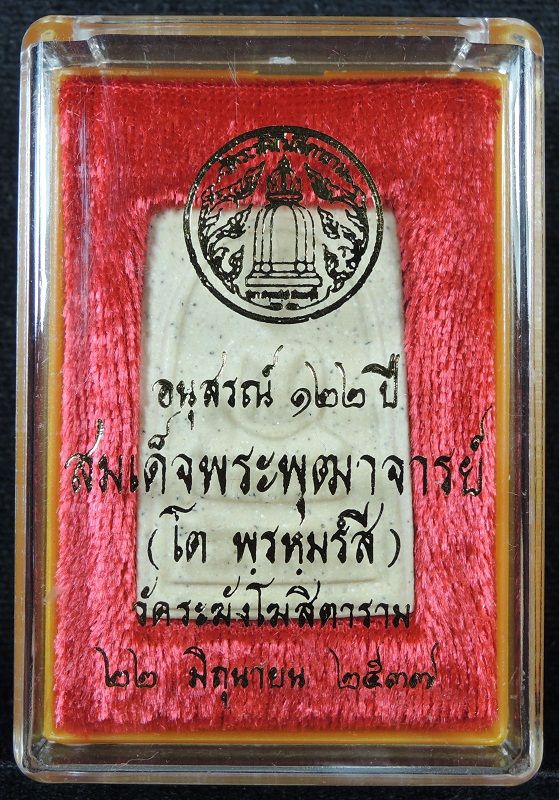 อนุสรณ์ ๑๒๒ ปี
สมเด็จพระพุฒาจารย์
(โต พฺรหฺมรํสี)
วัดระฆังโฆสิตาราม
๒๒ มิถุนายน ๒๕๓๗